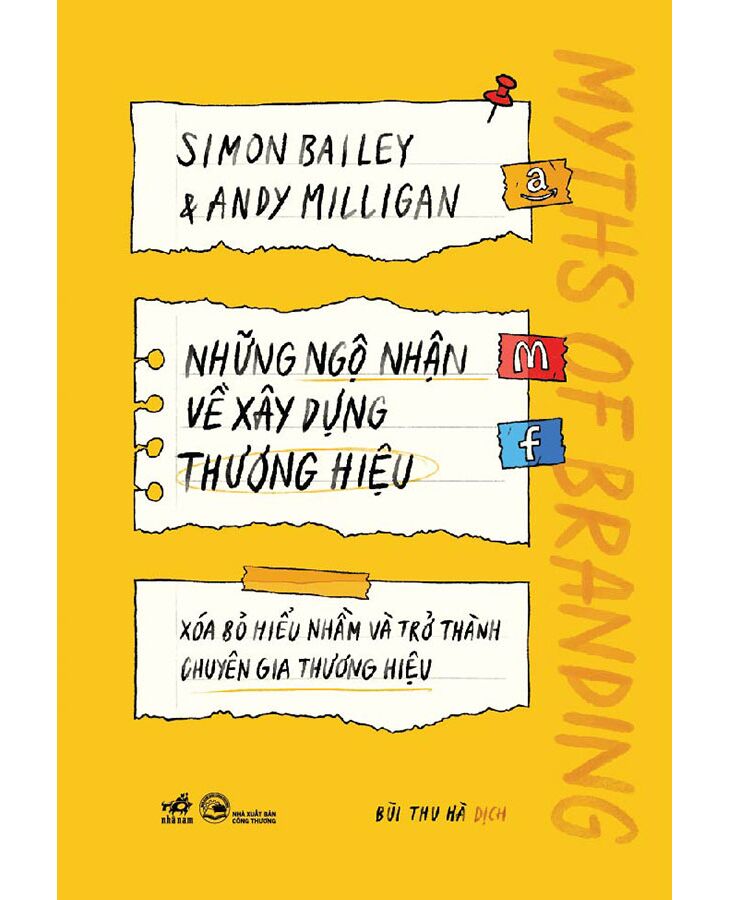 SIMON BAILEY
& ANDY MILLIGAN
a
NHỮNG NGỘ NHẬN
VỀ XÂY DỰNG
THƯƠNG HIỆU
M
f
XÓA BỎ HIỂU NHẦM VÀ TRỞ THÀNH
CHUYÊN GIA THƯƠNG HIỆU
MYTHS OF BRANDING
nhã nam
NHÀ XUẤT BẢN
CÔNG THƯƠNG
BÙI THU HÀ DỊCH